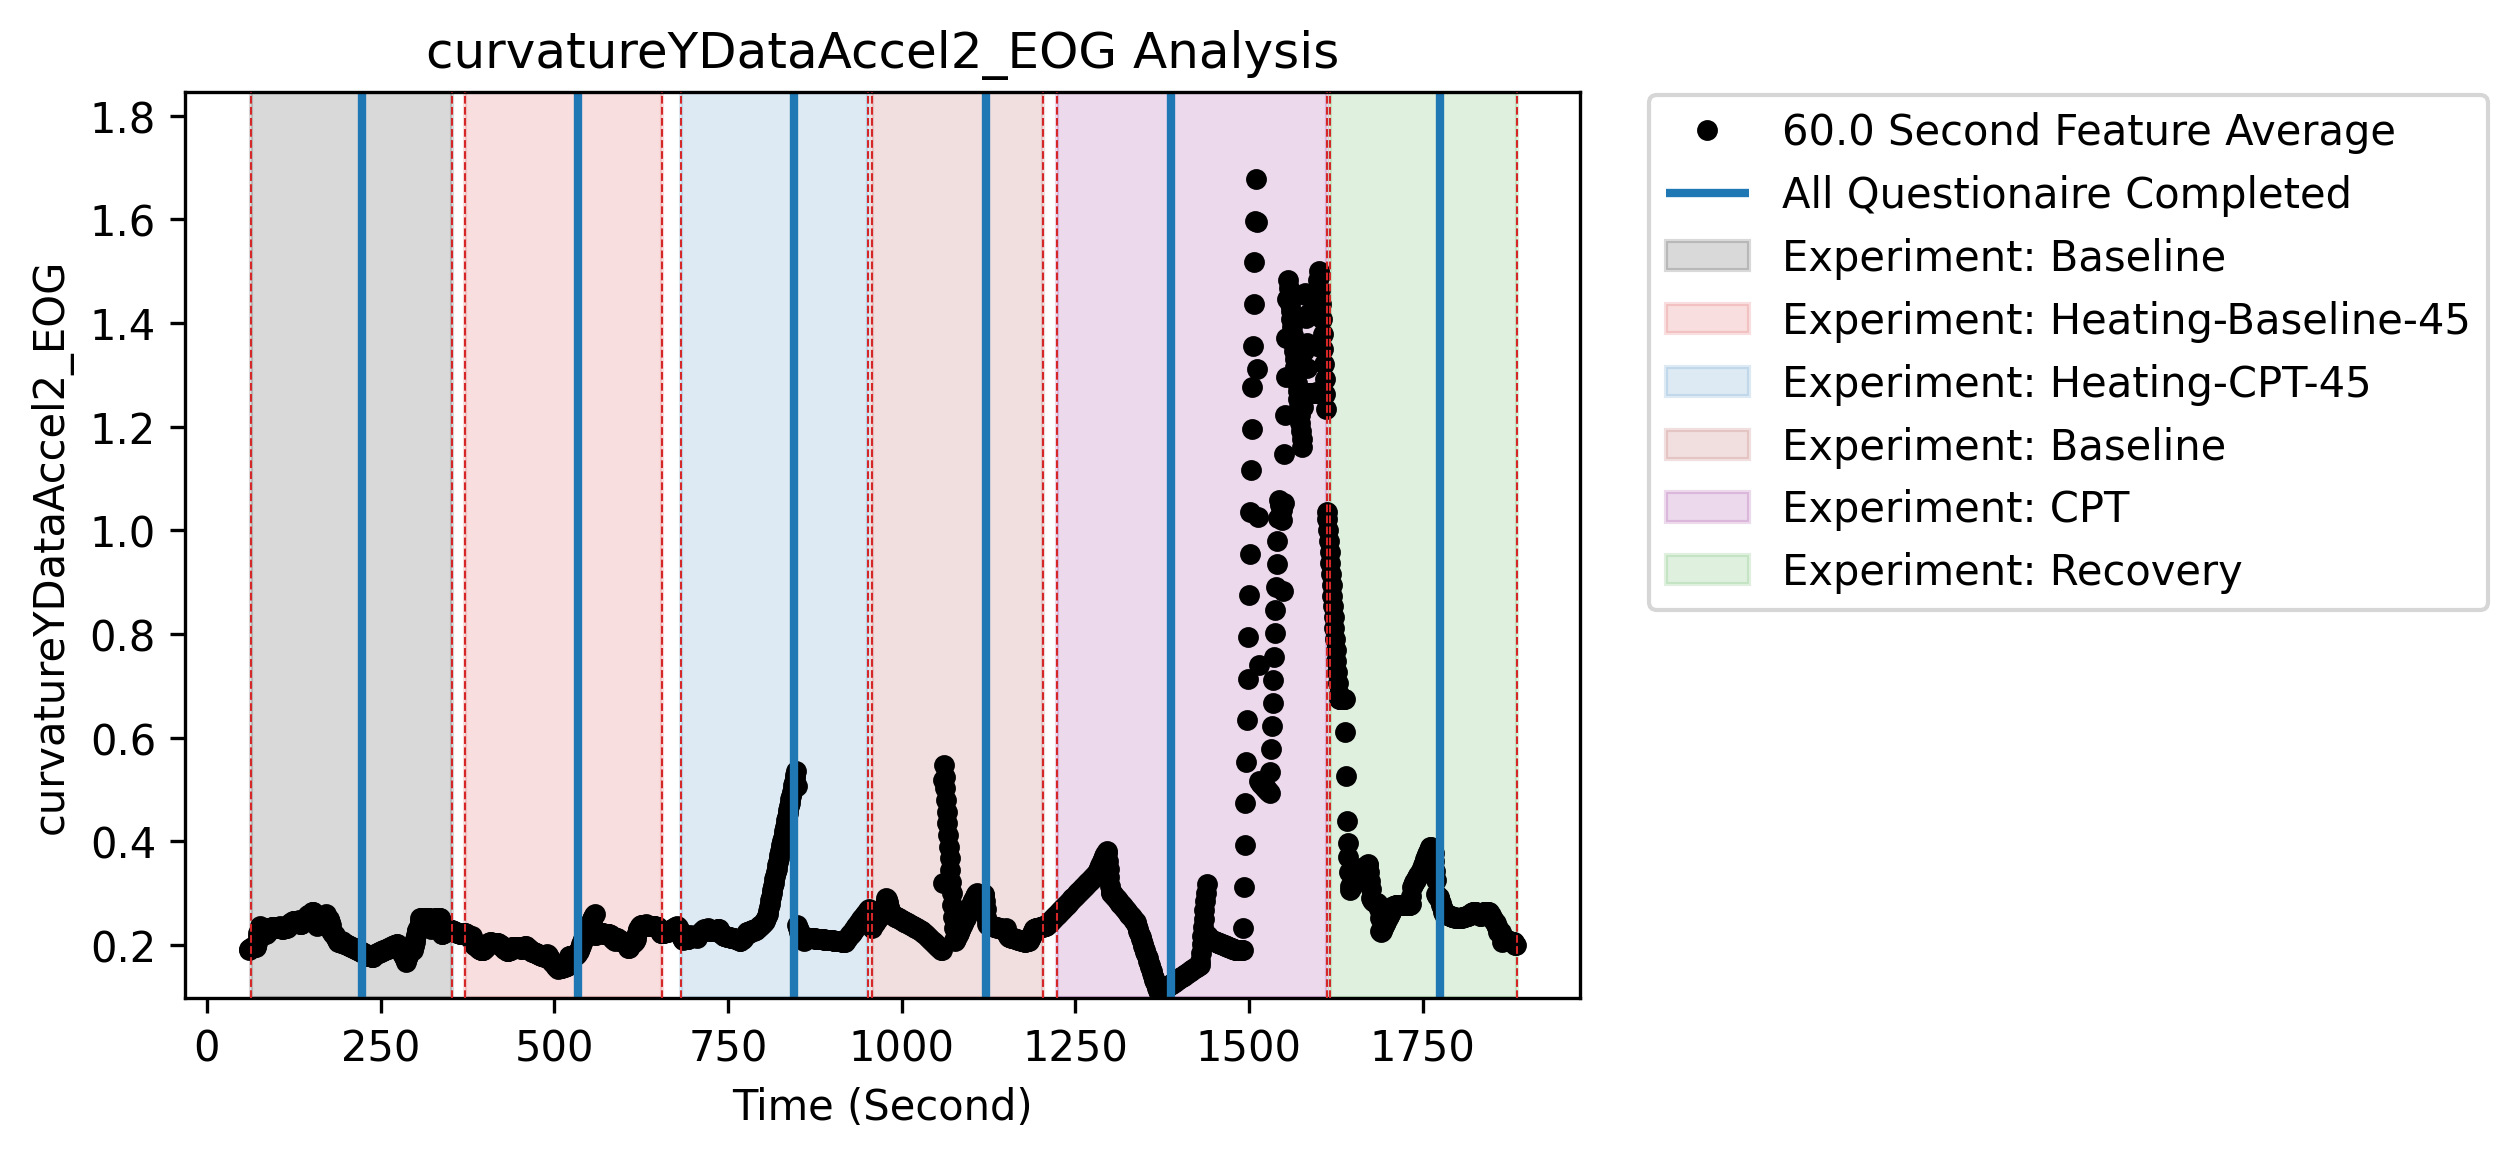 curvatureYDataAccel2_EOG Analysis
curvatureYDataAccel2_EOG
1.8
1.6
1.4
1.2
1.0
0.8
0.6
0.4
0.2
0 250 500 750 1000 1250 1500 1750
Time (Second)
60.0 Second Feature Average
All Questionaire Completed
Experiment: Baseline
Experiment: Heating-Baseline-45
Experiment: Heating-CPT-45
Experiment: Baseline
Experiment: CPT
Experiment: Recovery